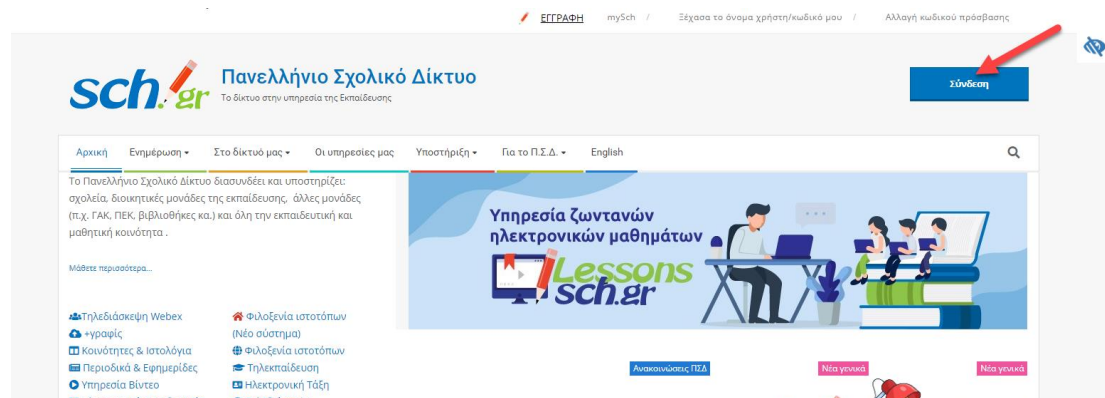 ΕΓΓΡΑΦΗ mySch / Ξέχασα το όνομα χρήστη/κωδικό μου / Αλλαγή κωδικού πρόσβασης
sch.gr
Πανελλήνιο Σχολικό Δίκτυο
Το δίκτυο στην υπηρεσία της Εκπαίδευσης
Σύνδεση
Αρχική Ενημέρωση Στο δίκτυό μας Οι υπηρεσίες μας Υποστήριξη Για το Π.Σ.Δ. English
Το Πανελλήνιο Σχολικό Δίκτυο διασυνδέει και υποστηρίζει:
σχολεία, διοικητικές μονάδες της εκπαίδευσης, άλλες μονάδες
(π.χ. ΓΑΚ, ΠΕΚ, βιβλιοθήκες κα.) και όλη την εκπαιδευτική και
μαθητική κοινότητα .
Μάθετε περισσότερα...
Υπηρεσία ζωντανών
ηλεκτρονικών μαθημάτων
Lessons
sch.gr
Τηλεδιάσκεψη Webex
+γραφίς
Κοινότητες & Ιστολόγια
Περιοδικά & Εφημερίδες
Υπηρεσία Βίντεο
Φιλοξενία ιστοτόπων
(Νέο σύστημα)
Φιλοξενία ιστοτόπων
Τηλεκπαίδευση
Ηλεκτρονική Τάξη
Ανακοινώσεις ΠΣΔ
Νέα γενικά
Νέα γενικά